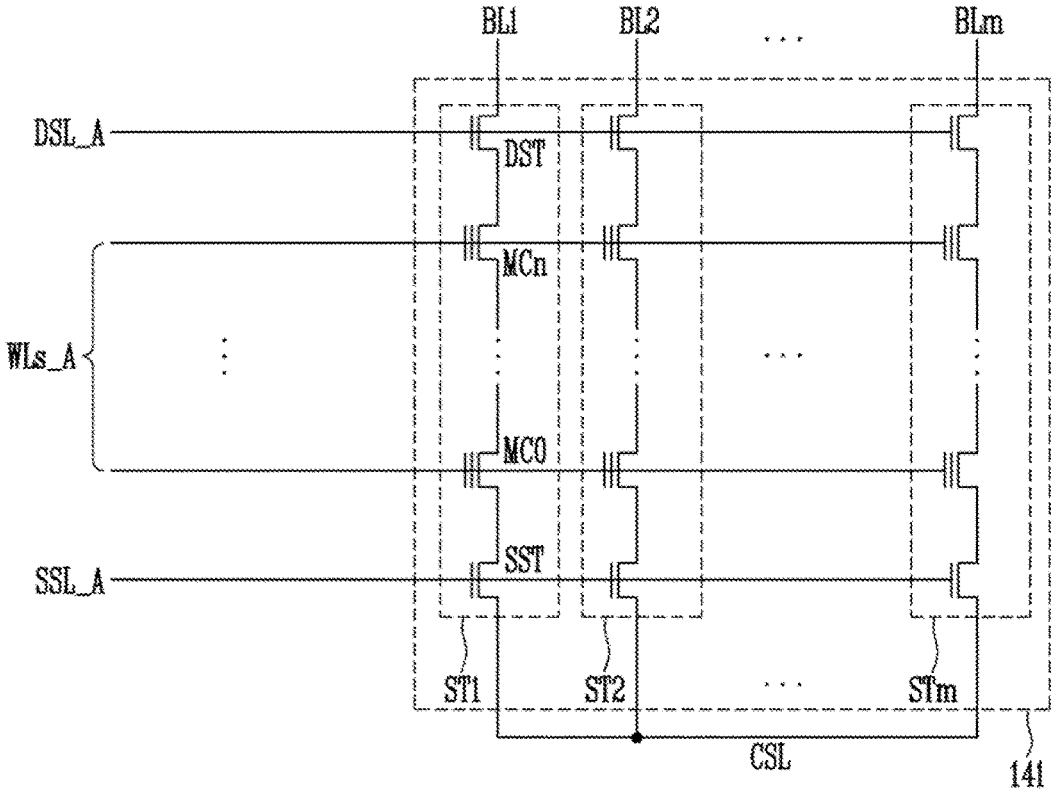 BL1 BL2 ... BLm
DSL_A
DST
MCn
WLs_A
MC0
SST
SSL_A
ST1 ST2 ... STm
CSL
141